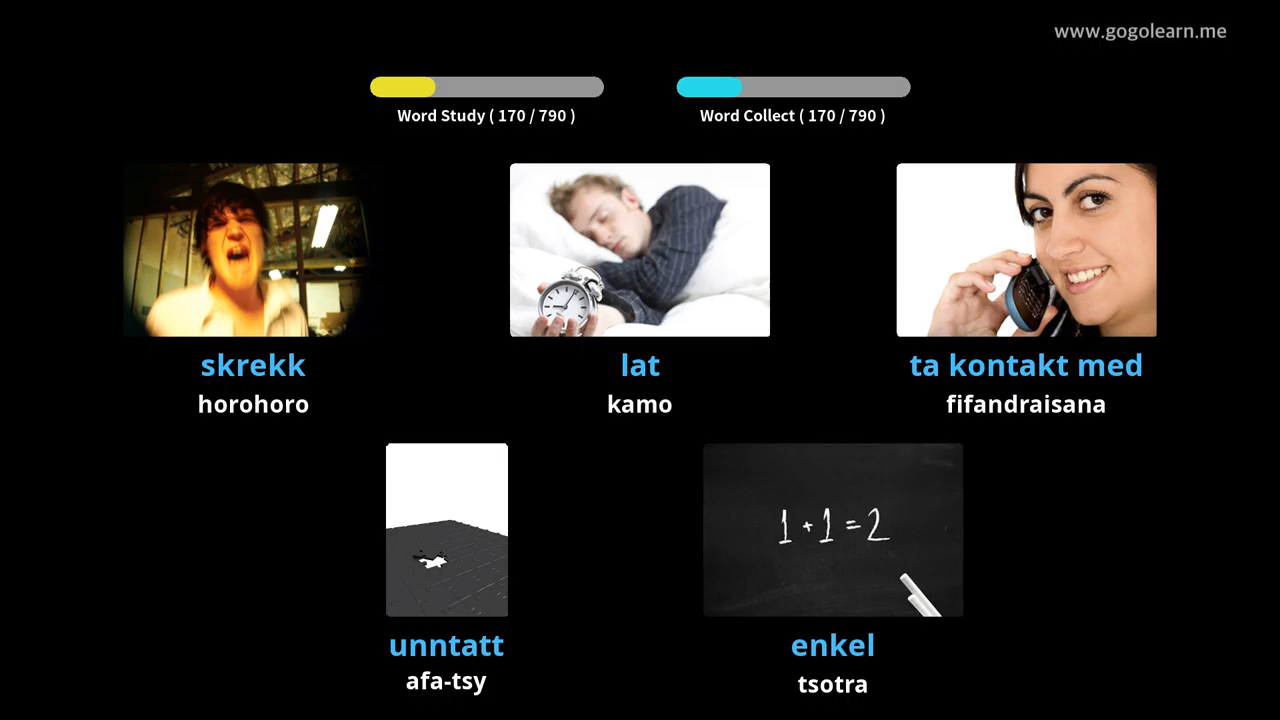 www.gogolearn.me
Word Study ( 170 / 790 )
Word Collect ( 170 / 790 )
skrekk
horohoro
lat
kamo
ta kontakt med
fifandraisana
1+1=2
unntatt
afa-tsy
enkel
tsotra